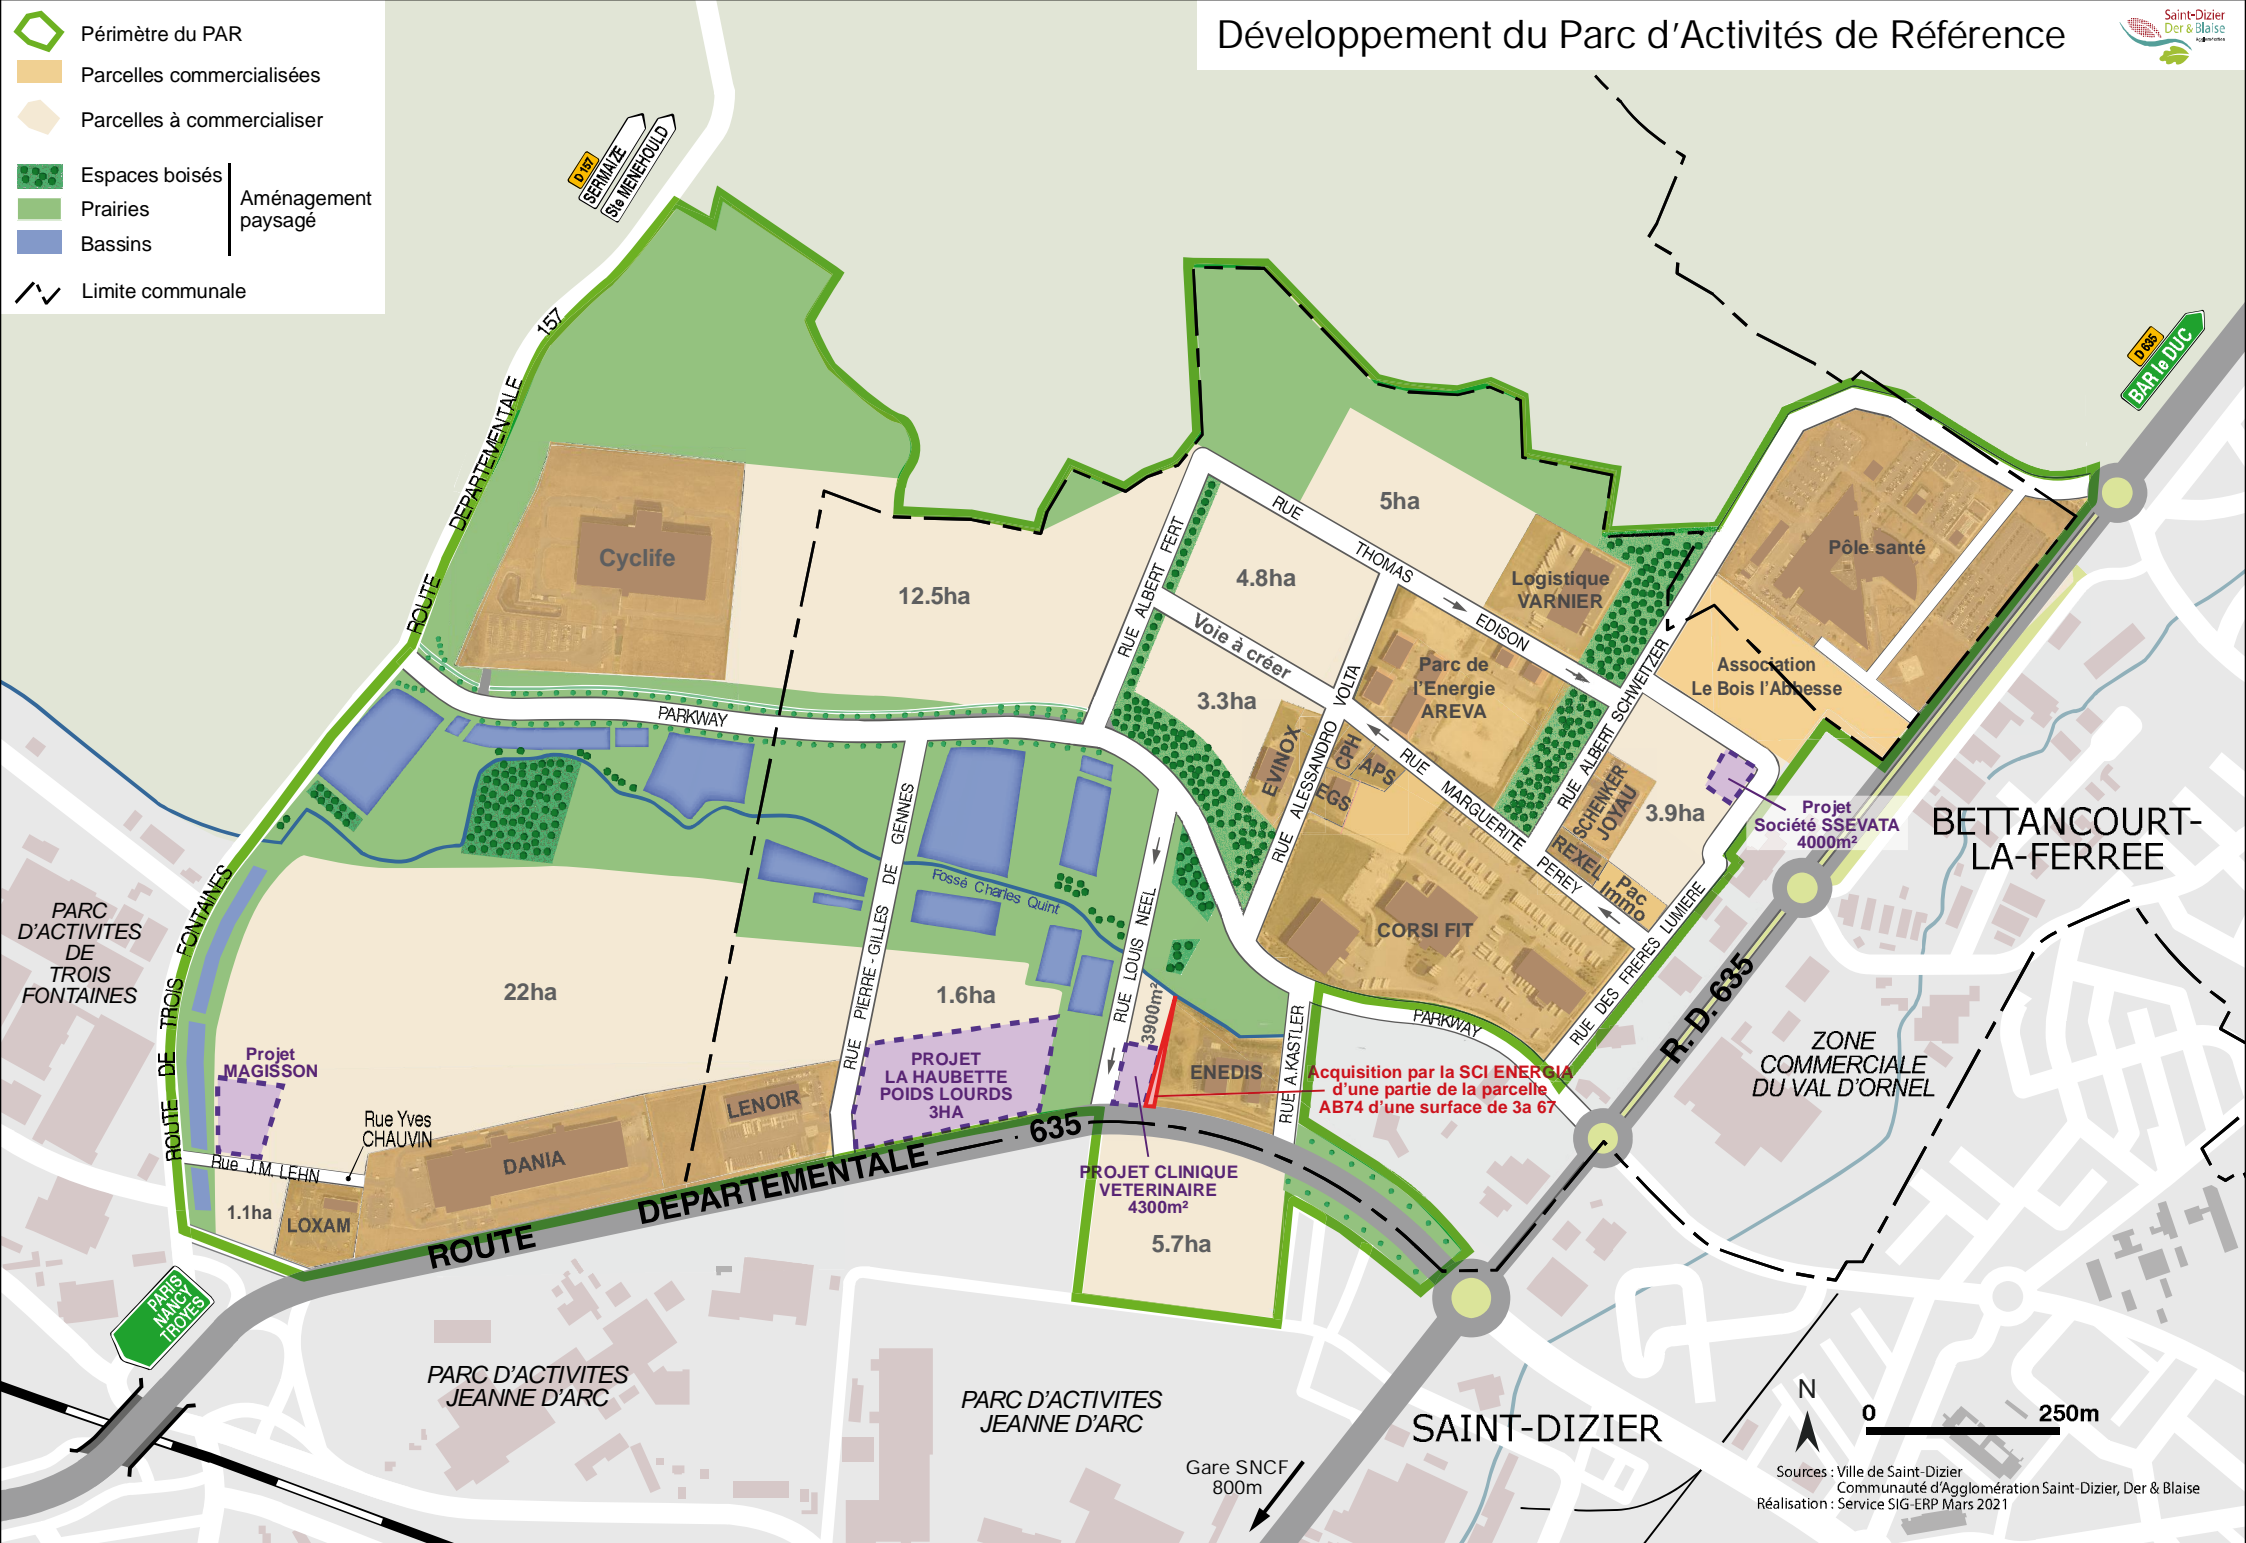 Développement du Parc d'Activités de Référence
Saint-Dizier
Der & Blaise
Périmètre du PAR
Parcelles commercialisées
Parcelles à commercialiser
Espaces boisés
Prairies
Bassins
Aménagement
paysagé
Limite communale
D 157
SERMAIZE
Ste MENEHOULD
D 635
BAR le DUC
ROUTE DEPARTEMENTALE 157
Cyclife
12.5ha
5ha
4.8ha
3.3ha
RUE THOMAS EDISON
RUE ALBERT FERT
Voie à créer
Logistique
VARNIER
Pôle santé
Association
Le Bois l'Abbesse
Parc de
l'Energie
AREVA
RUE ALBERT SCHWEITZER
RUE ALESSANDRO VOLTA
EVINOX
CPH
APS
EGS
RUE MARGUERITE PEREY
SCHENKER
JOYAU
REXEL
Pac
Immo
3.9ha
Projet
Société SSEVATA
4000m²
BETTANCOURT-
LA-FERREE
PARKWAY
RUE PIERRE-GILLES DE GENNES
Fossé Charles Quint
RUE LOUIS NEEL
CORSI FIT
RUE DES FRERES LUMIERE
PARKWAY
R. D. 635
ZONE
COMMERCIALE
DU VAL D'ORNEL
PARC
D'ACTIVITES
DE
TROIS
FONTAINES
ROUTE DE TROIS FONTAINES
22ha
1.6ha
3900m²
Projet
MAGISSON
PROJET
LA HAUBETTE
POIDS LOURDS
3HA
ENEDIS
RUE A.KASTLER
Acquisition par la SCI ENERGIA
d'une partie de la parcelle
AB74 d'une surface de 3a 67
Rue Yves
CHAUVIN
Rue J.M. LEHN
LENOIR
DANIA
LOXAM
1.1ha
ROUTE DEPARTEMENTALE 635
PROJET CLINIQUE
VETERINAIRE
4300m²
5.7ha
PARIS
NANCY
TROYES
PARC D'ACTIVITES
JEANNE D'ARC
PARC D'ACTIVITES
JEANNE D'ARC
SAINT-DIZIER
Gare SNCF
800m
N
0 250m
Sources : Ville de Saint-Dizier
Communauté d'Agglomération Saint-Dizier, Der & Blaise
Réalisation : Service SIG-ERP Mars 2021